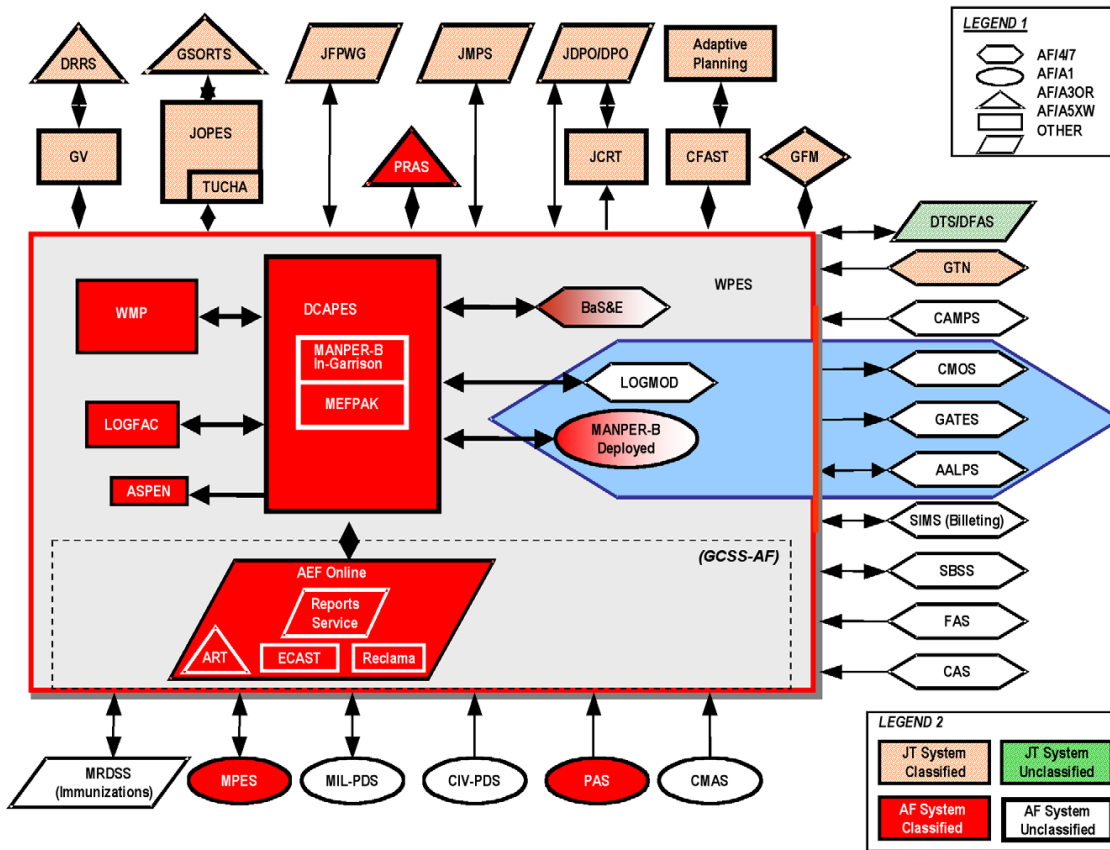 DRRS
GSORTS
JFPWG
JMPS
JDPO/DPO
Adaptive
Planning
LEGEND 1
AF/4/7
AF/A1
AF/A3OR
AF/A5XW
OTHER
GV
JOPES
TUCHA
PRAS
JCRT
CFAST
GFM
DTS/DFAS
GTN
CAMPS
CMOS
GATES
AALPS
SIMS (Billeting)
SBSS
FAS
CAS
WPES
WMP
DCAPES
MANPER-B
In-Garrison
MEFPAK
BaS&E
LOGMOD
MANPER-B
Deployed
LOGFAC
ASPEN
(GCSS-AF)
AEF Online
Reports
Service
ART
ECAST
Reclama
MRDSS
(Immunizations)
MPES
MIL-PDS
CIV-PDS
PAS
CMAS
LEGEND 2
JT System
Classified
JT System
Unclassified
AF System
Classified
AF System
Unclassified